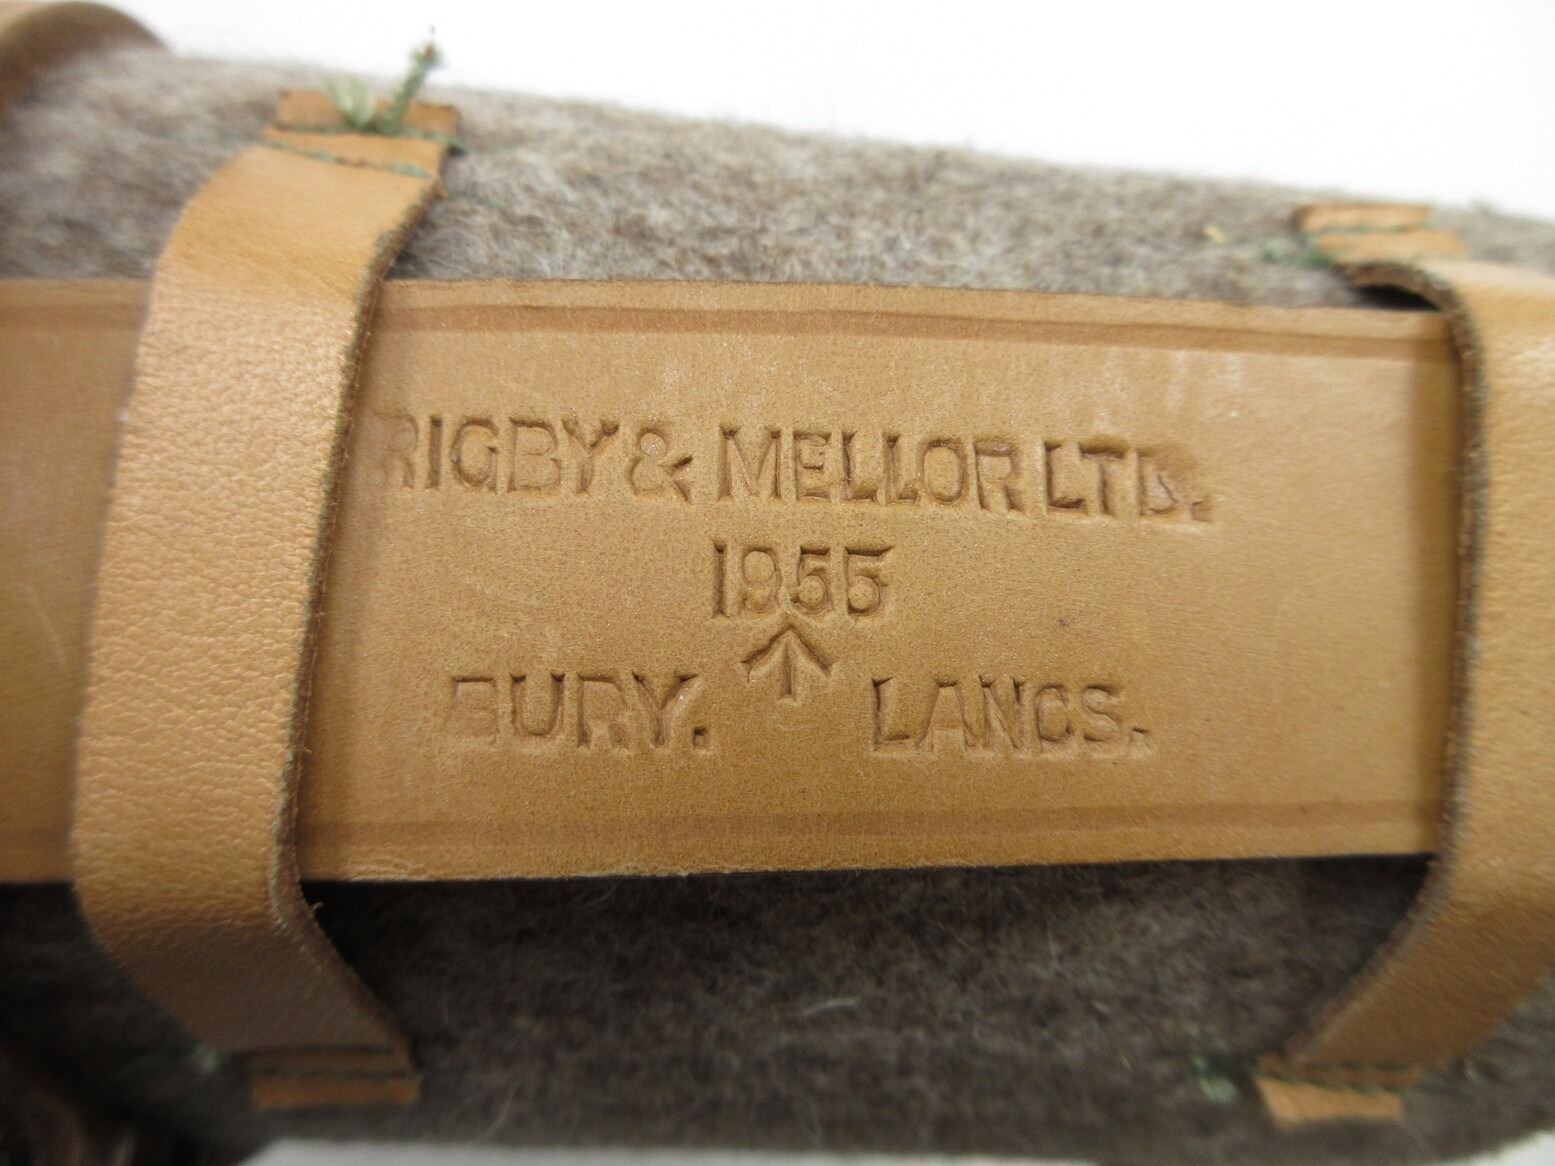 RIGBY & MELLOR LTD.
1955
BURY. LANCS.